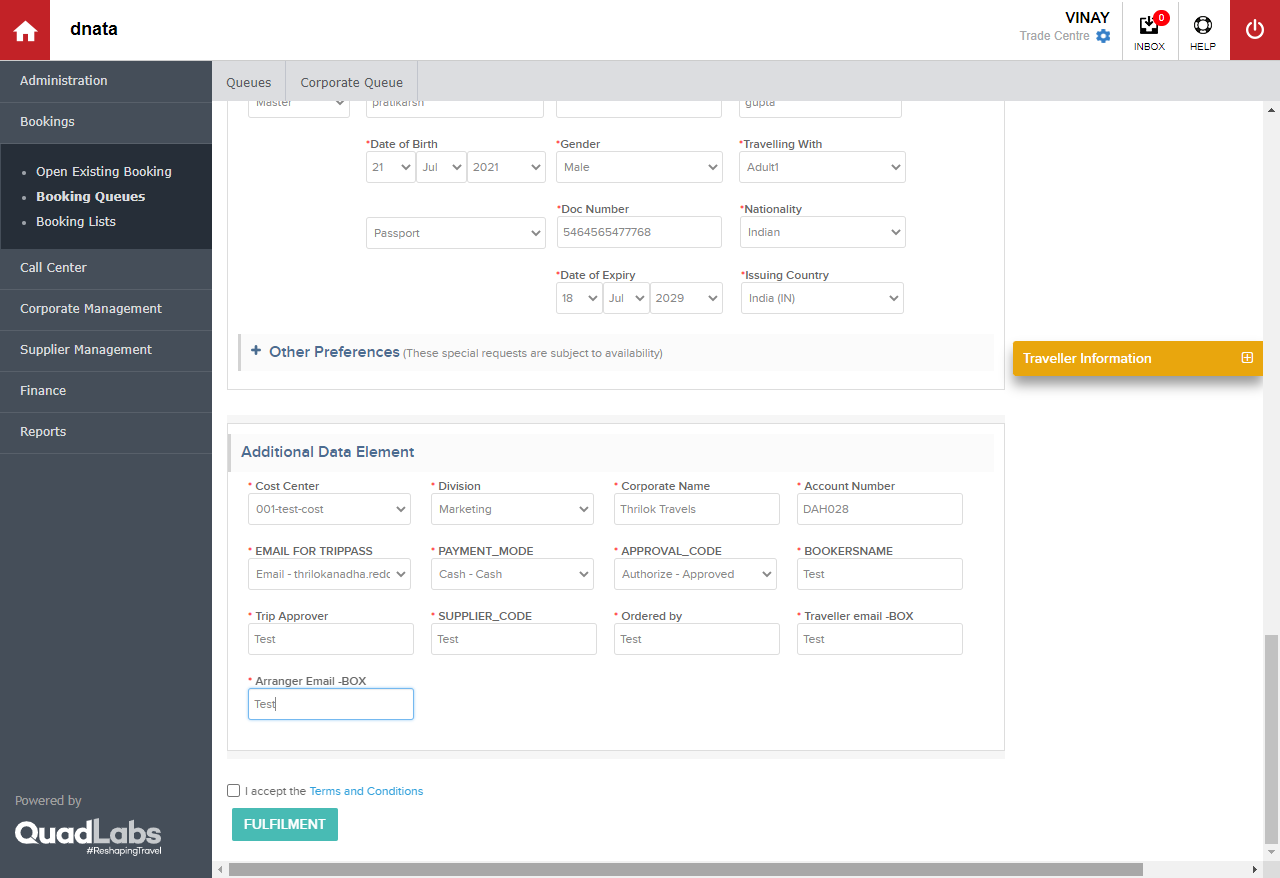 dnata
VINAY
Trade Centre
0
INBOX
HELP
Administration
Bookings
Open Existing Booking
Booking Queues
Booking Lists
Call Center
Corporate Management
Supplier Management
Finance
Reports
Powered by
QuadLabs
#ReshapingTravel
Queues Corporate Queue
Master pratikarsh gupta
*Date of Birth *Gender *Travelling With
21 Jul 2021 Male Adult1
*Doc Number *Nationality
Passport 5464565477768 Indian
*Date of Expiry *Issuing Country
18 Jul 2029 India (IN)
+ Other Preferences (These special requests are subject to availability)
Traveller Information
Additional Data Element
* Cost Center * Division * Corporate Name * Account Number
001-test-cost Marketing Thrilok Travels DAH028
* EMAIL FOR TRIPPASS * PAYMENT_MODE * APPROVAL_CODE * BOOKERSNAME
Email - thrilokanadha.redd Cash - Cash Authorize - Approved Test
* Trip Approver * SUPPLIER_CODE * Ordered by * Traveller email -BOX
Test Test Test Test
* Arranger Email -BOX
Test
I accept the Terms and Conditions
FULFILMENT